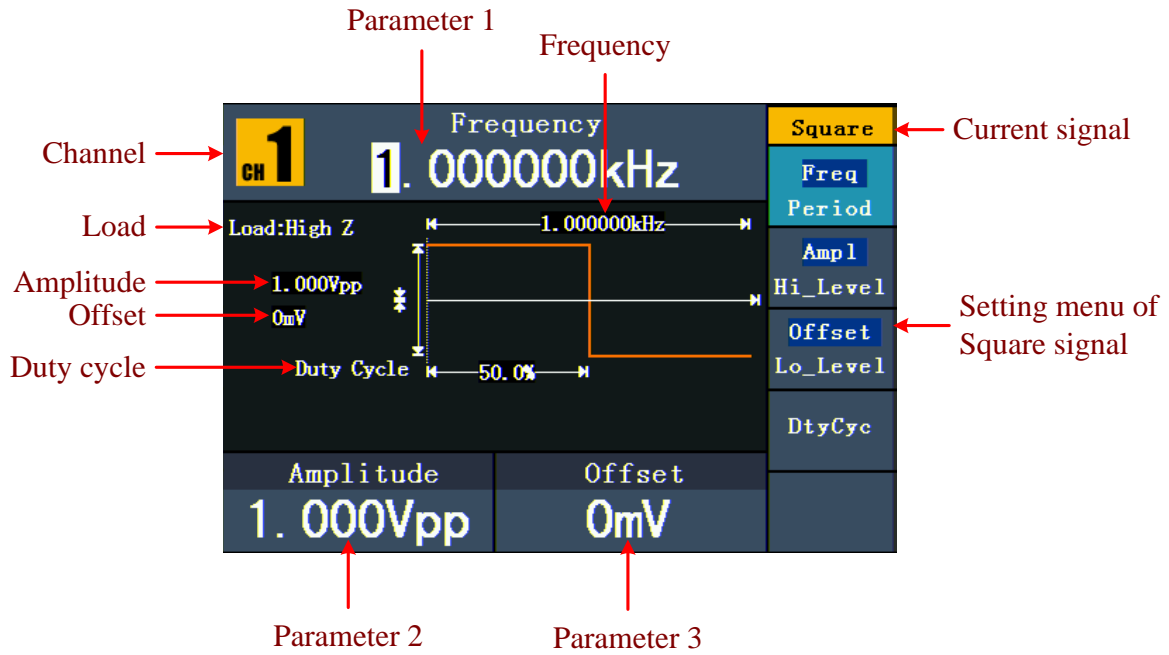 Parameter 1
Frequency
Channel
CH 1
Frequency
1.000000kHz
Square
Current signal
Freq
Period
Load
Load:High Z
1.000000kHz
Ampl
Hi_Level
Amplitude
1.000Vpp
Offset
0mV
Offset
Lo_Level
Setting menu of
Square signal
Duty cycle
Duty Cycle
50.0%
DtyCyc
Amplitude
1.000Vpp
Offset
0mV
Parameter 2
Parameter 3